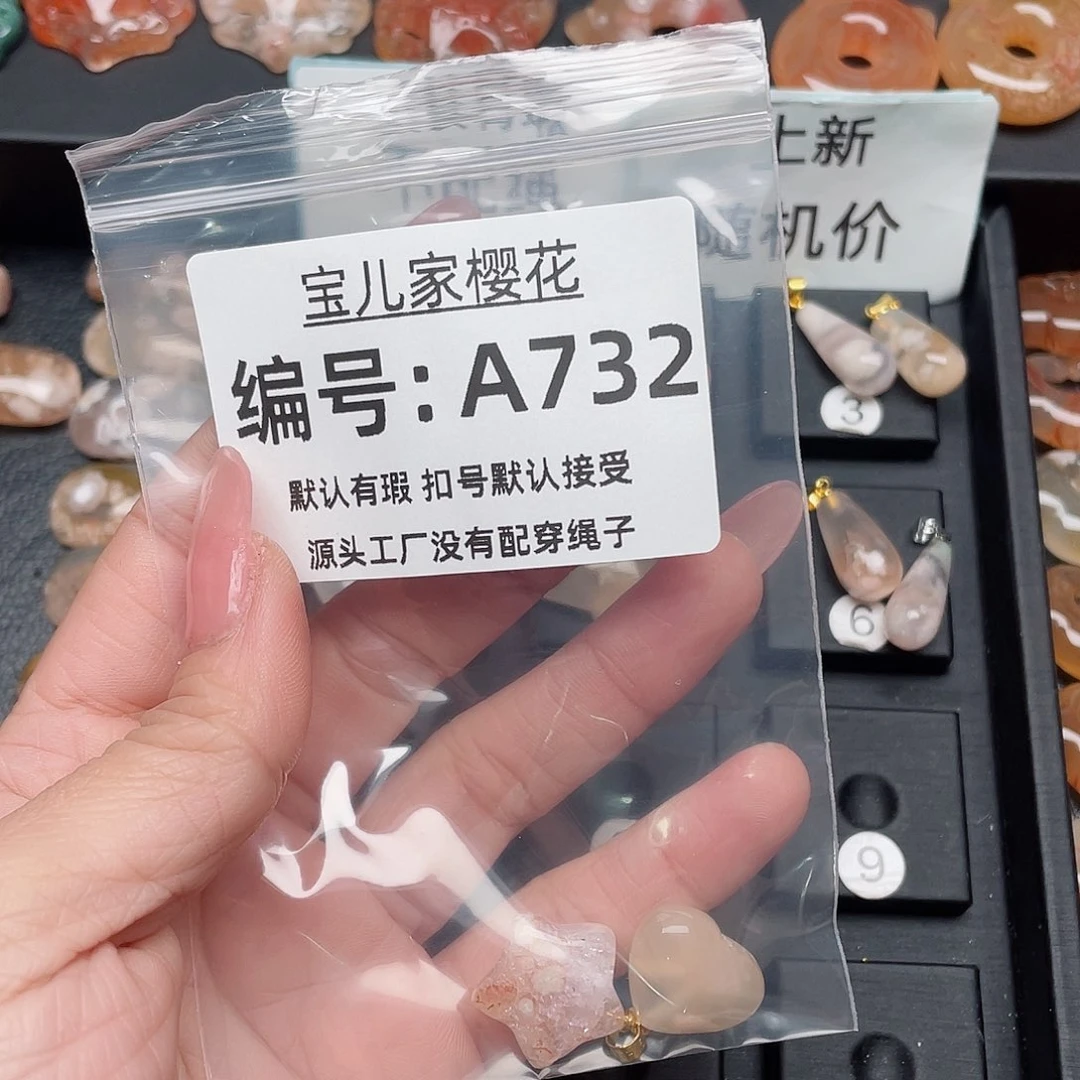 上新
随机价
宝儿家樱花
编号：A732
默认有瑕 扣号默认接受
源头工厂没有配穿绳子
3
6
9